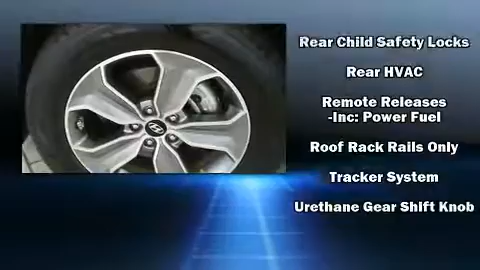 Rear Child Safety Locks
Rear HVAC
Remote Releases
-Inc: Power Fuel
Roof Rack Rails Only
Tracker System
Urethane Gear Shift Knob